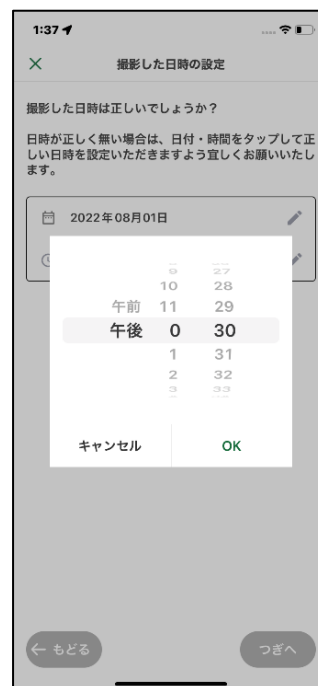 1:37
撮影した日時の設定
撮影した日時は正しいでしょうか？
日時が正しく無い場合は、日付・時間をタップして正
しい日時を設定いただきますよう宜しくお願いいたし
ます。
2022年08月01日
9 27
10 28
午前 11 29
午後 0 30
1 31
2 32
3 33
キャンセル OK
もどる つぎへ